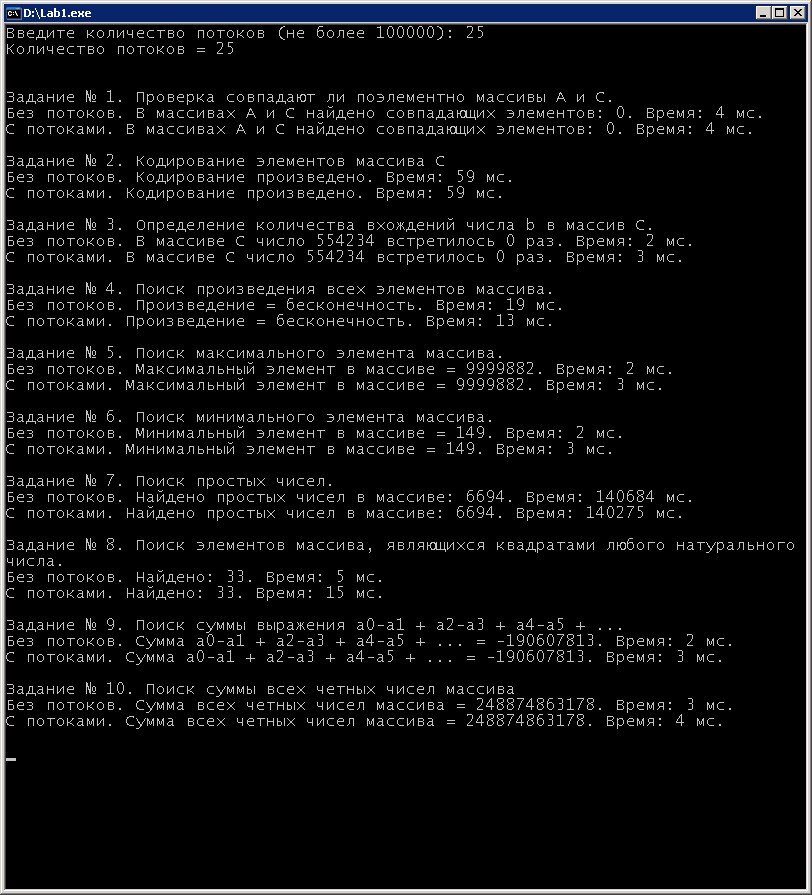 D:\Lab1.exe
Введите количество потоков (не более 100000): 25
Количество потоков = 25
Задание № 1. Проверка совпадают ли поэлементно массивы А и С.
Без потоков. В массивах А и С найдено совпадающих элементов: 0. Время: 4 мс.
С потоками. В массивах А и С найдено совпадающих элементов: 0. Время: 4 мс.
Задание № 2. Кодирование элементов массива С
Без потоков. Кодирование произведено. Время: 59 мс.
С потоками. Кодирование произведено. Время: 59 мс.
Задание № 3. Определение количества вхождений числа b в массив С.
Без потоков. В массиве С число 554234 встретилось 0 раз. Время: 2 мс.
С потоками. В массиве С число 554234 встретилось 0 раз. Время: 3 мс.
Задание № 4. Поиск произведения всех элементов массива.
Без потоков. Произведение = бесконечность. Время: 19 мс.
С потоками. Произведение = бесконечность. Время: 13 мс.
Задание № 5. Поиск максимального элемента массива.
Без потоков. Максимальный элемент в массиве = 9999882. Время: 2 мс.
С потоками. Максимальный элемент в массиве = 9999882. Время: 3 мс.
Задание № 6. Поиск минимального элемента массива.
Без потоков. Минимальный элемент в массиве = 149. Время: 2 мс.
С потоками. Минимальный элемент в массиве = 149. Время: 3 мс.
Задание № 7. Поиск простых чисел.
Без потоков. Найдено простых чисел в массиве: 6694. Время: 140684 мс.
С потоками. Найдено простых чисел в массиве: 6694. Время: 140275 мс.
Задание № 8. Поиск элементов массива, являющихся квадратами любого натурального
числа.
Без потоков. Найдено: 33. Время: 5 мс.
С потоками. Найдено: 33. Время: 15 мс.
Задание № 9. Поиск суммы выражения a0-a1 + a2-a3 + a4-a5 + ...
Без потоков. Сумма a0-a1 + a2-a3 + a4-a5 + ... = -190607813. Время: 2 мс.
С потоками. Сумма a0-a1 + a2-a3 + a4-a5 + ... = -190607813. Время: 3 мс.
Задание № 10. Поиск суммы всех четных чисел массива
Без потоков. Сумма всех четных чисел массива = 248874863178. Время: 3 мс.
С потоками. Сумма всех четных чисел массива = 248874863178. Время: 4 мс.